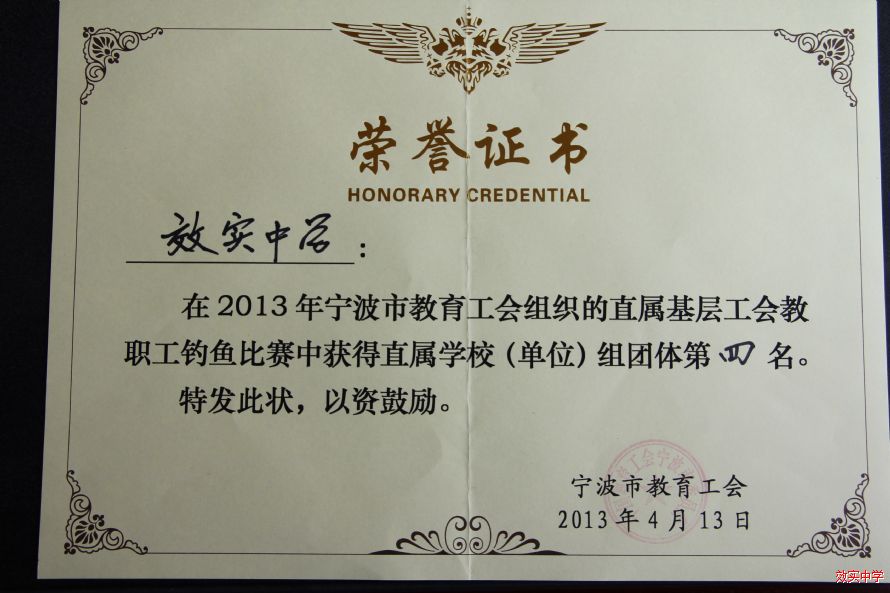 荣誉证书
HONORARY CREDENTIAL
效实中学：
在2013年宁波市教育工会组织的直属基层工会教
职工钓鱼比赛中获得直属学校（单位）组团体第四名。
特发此状，以资鼓励。
宁波市教育工会
2013年4月13日
效实中学